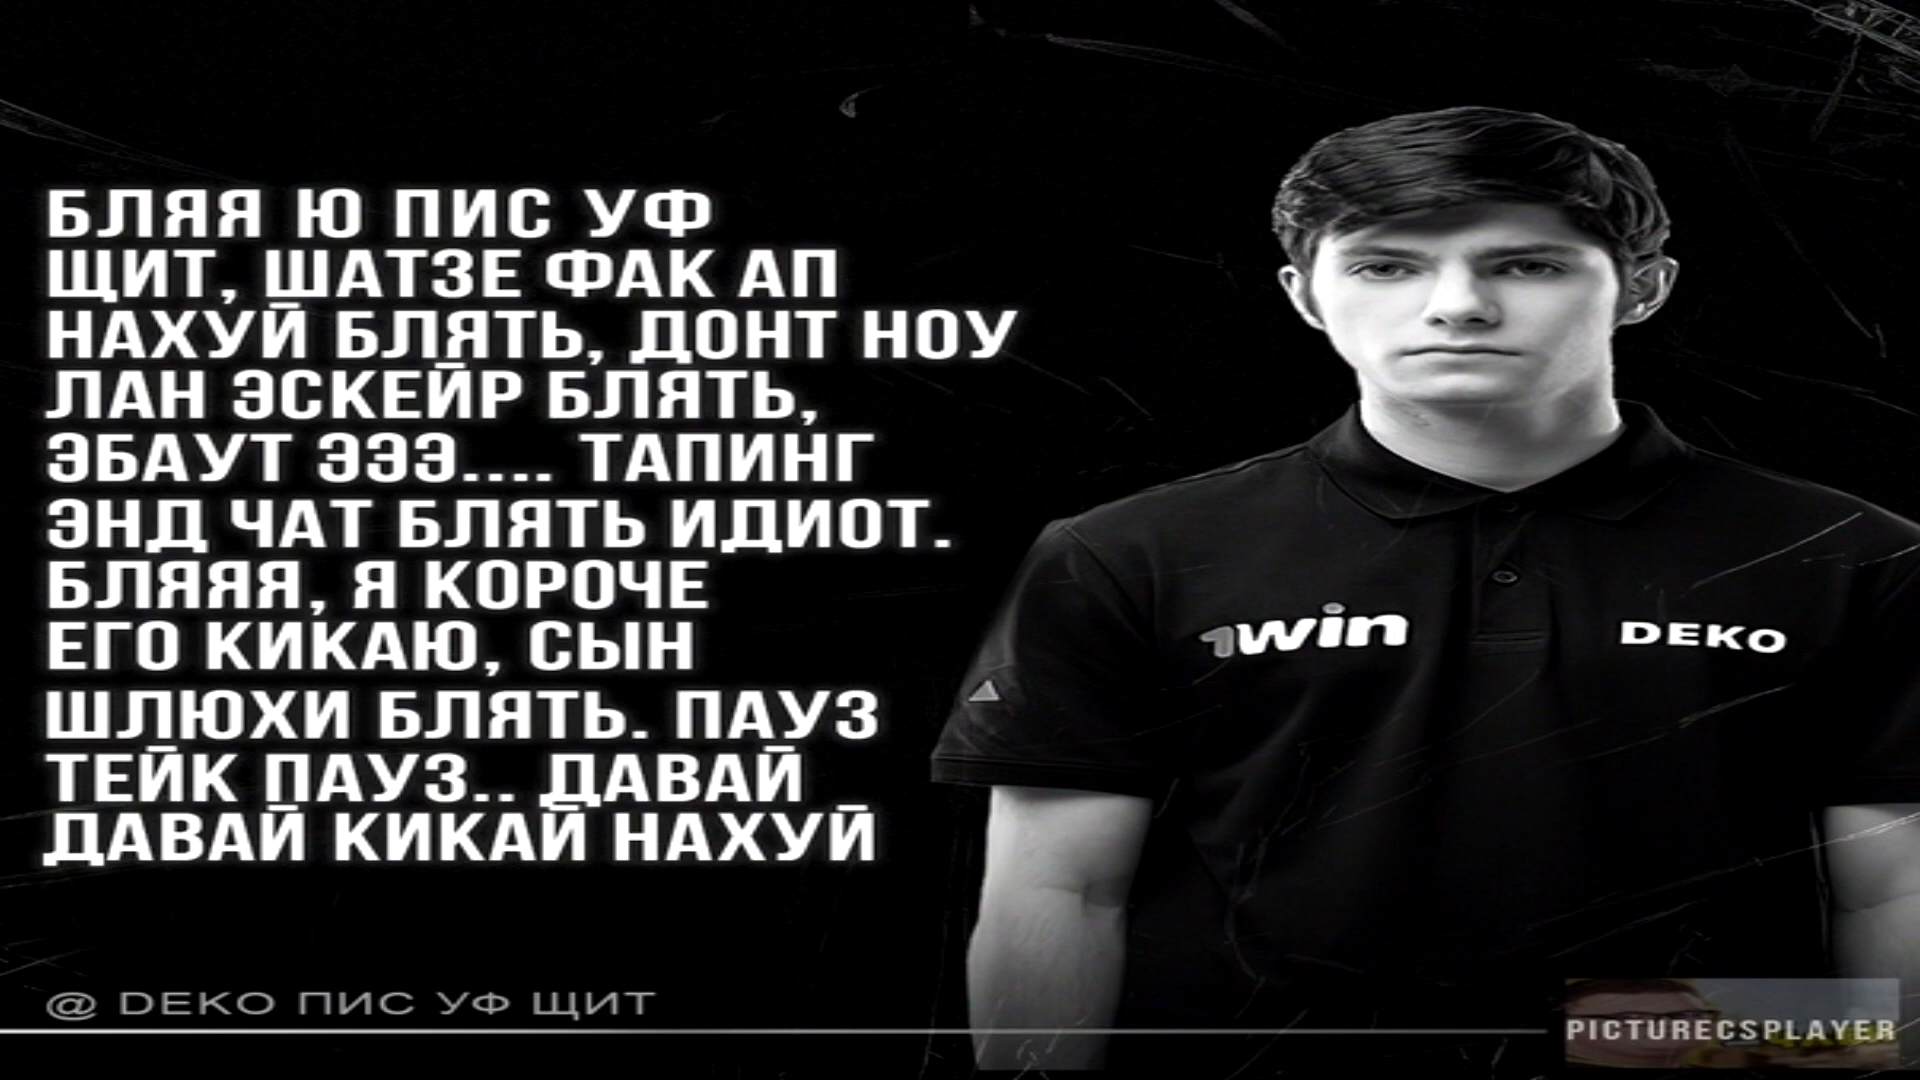 БЛЯЯ Ю ПИС УФ
ЩИТ, ШАТЗЕ ФАК АП
НАХУЙ БЛЯТЬ, ДОНТ НОУ
ЛАН ЭСКЕЙР БЛЯТЬ,
ЭБАУТ ЭЭЭ.... ТАПИНГ
ЭНД ЧАТ БЛЯТЬ ИДИОТ.
БЛЯЯЯ, Я КОРОЧЕ
ЕГО КИКАЮ, СЫН
ШЛЮХИ БЛЯТЬ. ПАУЗ
ТЕЙК ПАУЗ.. ДАВАЙ
ДАВАЙ КИКАЙ НАХУЙ
1win
DEKO
@ DEKO ПИС УФ ЩИТ
PICTURECSPLAYER